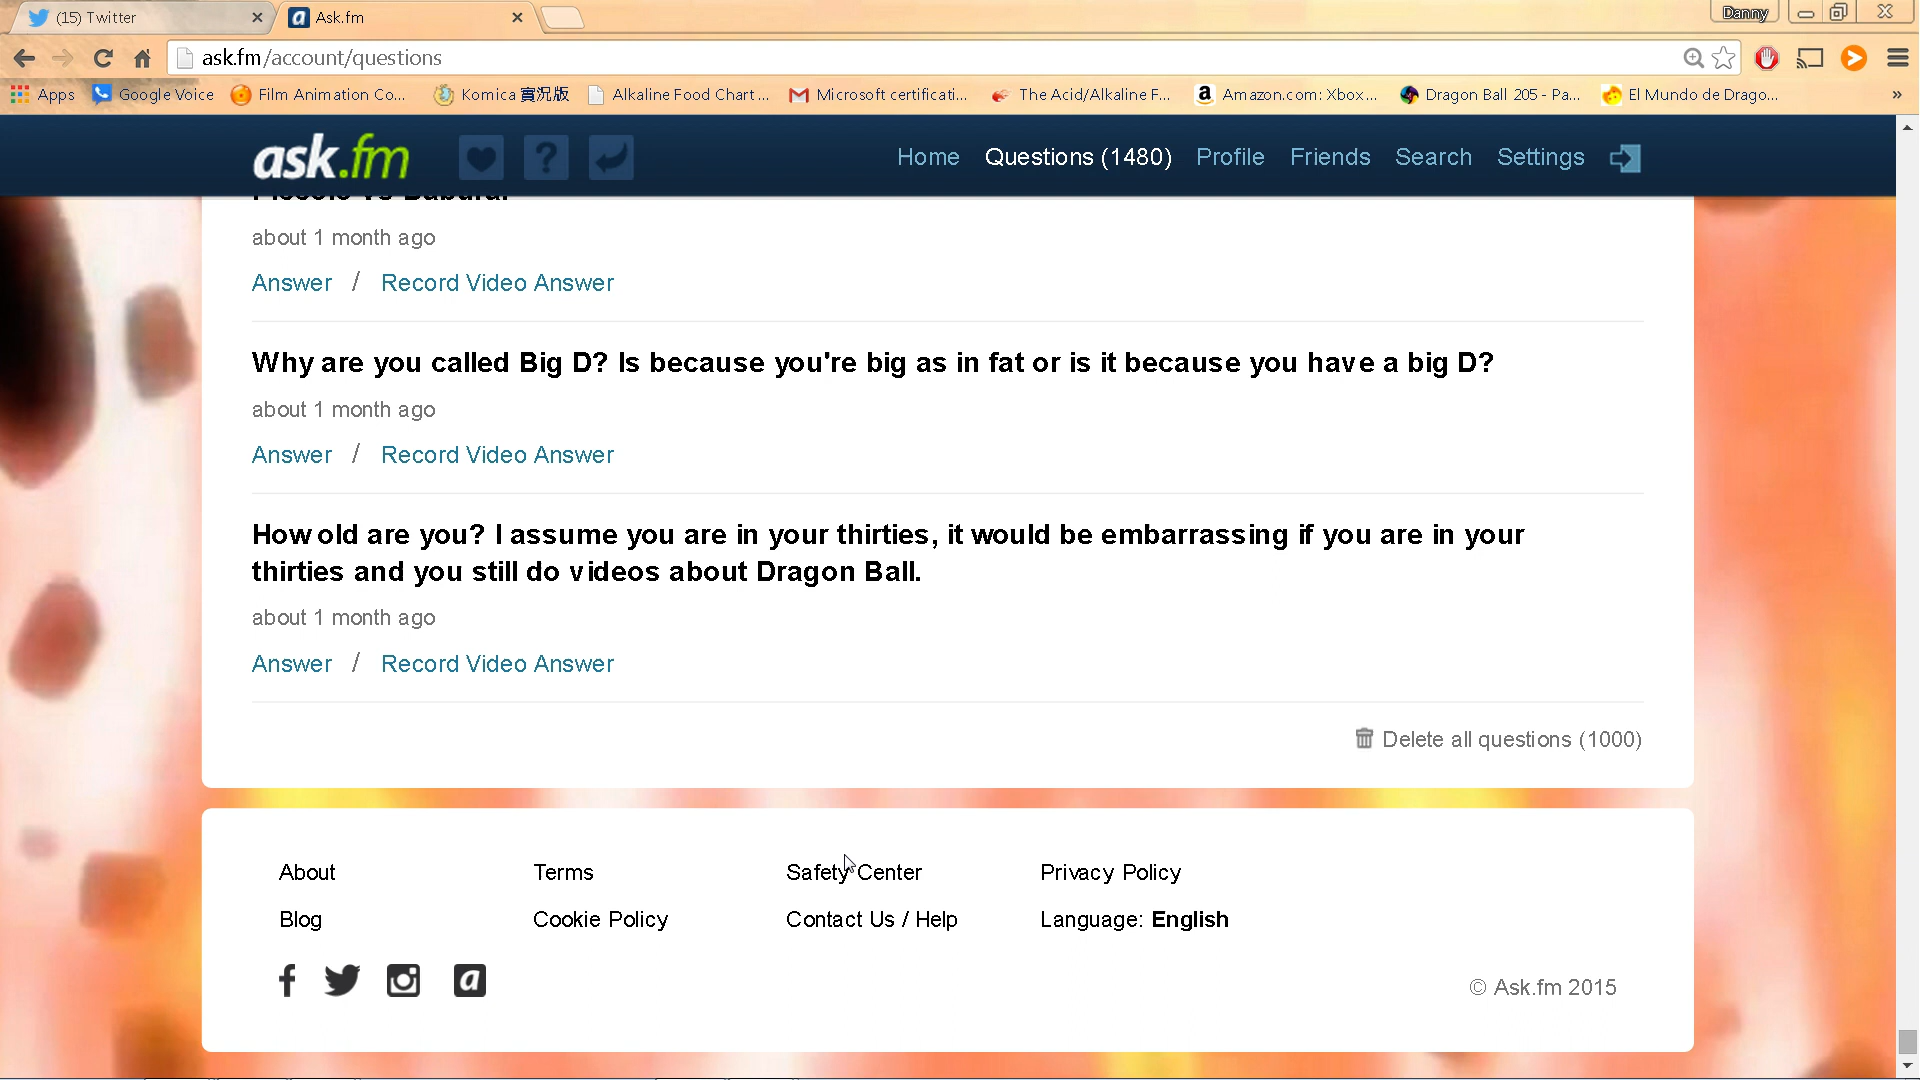 (15) Twitter
Ask.fm
Danny
ask.fm/account/questions
Apps
Google Voice
Film Animation Co...
Komica 實況版
Alkaline Food Chart ...
Microsoft certificati...
The Acid/Alkaline F...
Amazon.com: Xbox...
Dragon Ball 205 - Pa...
El Mundo de Drago...
»
ask.fm
Home
Questions (1480)
Profile
Friends
Search
Settings
about 1 month ago
Answer / Record Video Answer
Why are you called Big D? Is because you're big as in fat or is it because you have a big D?
about 1 month ago
Answer / Record Video Answer
How old are you? I assume you are in your thirties, it would be embarrassing if you are in your
thirties and you still do videos about Dragon Ball.
about 1 month ago
Answer / Record Video Answer
Delete all questions (1000)
About
Terms
Safety Center
Privacy Policy
Blog
Cookie Policy
Contact Us / Help
Language: English
© Ask.fm 2015